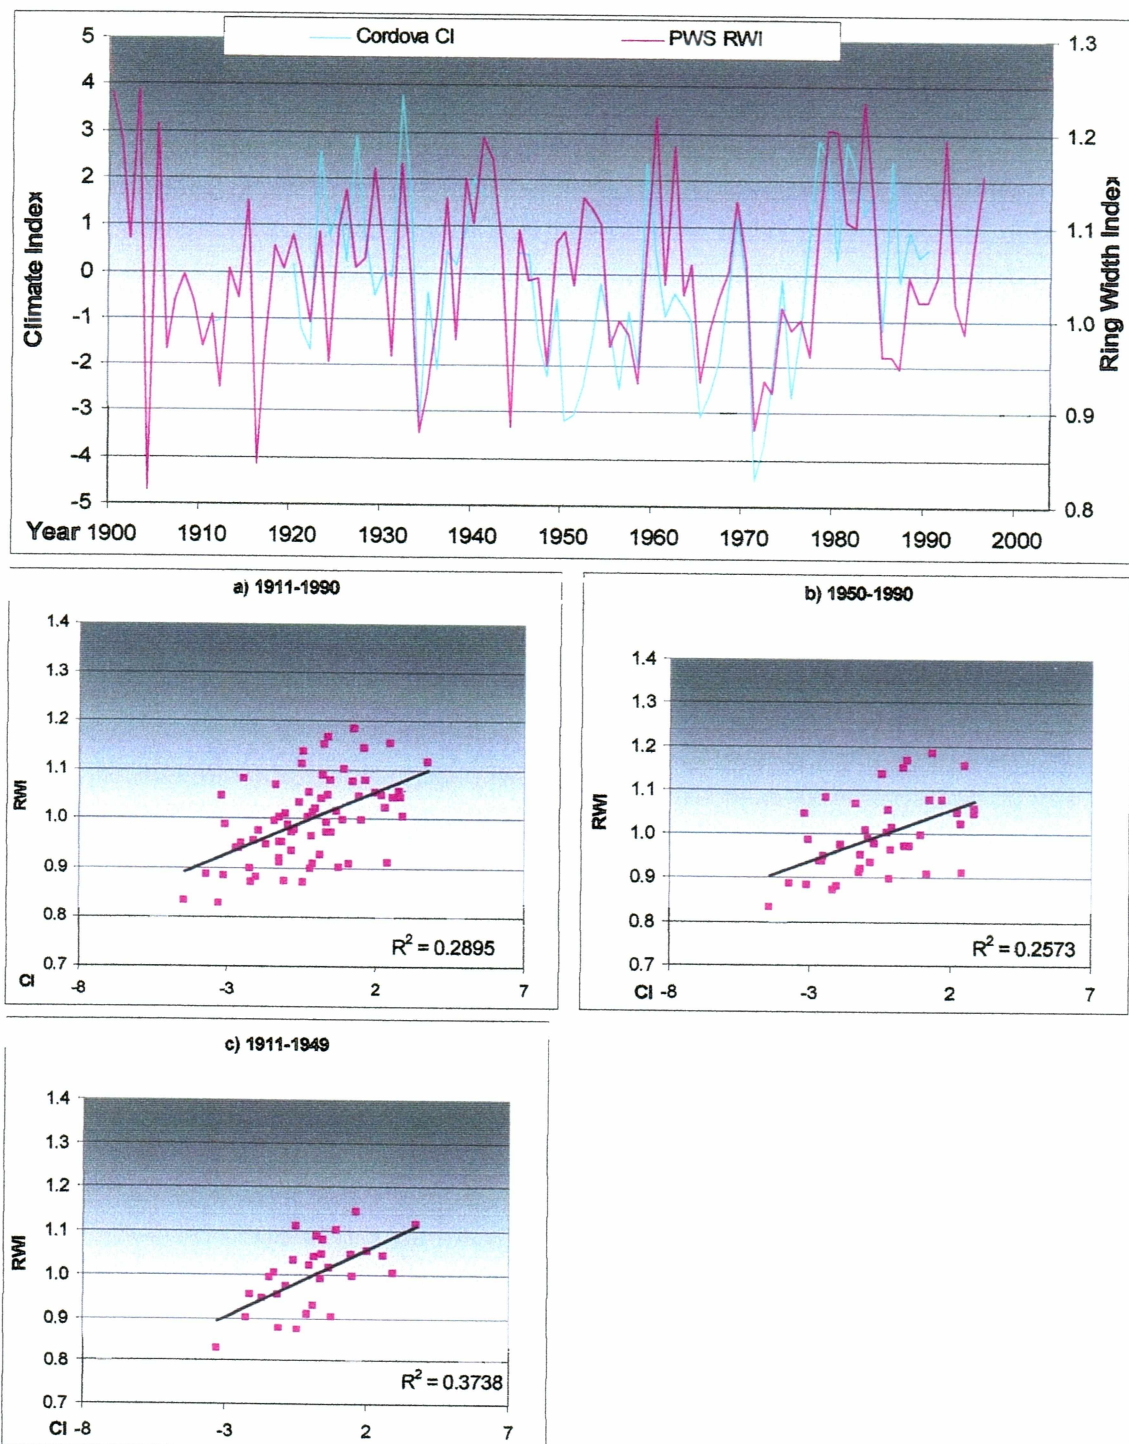 Cordova CI PWS RWI
5
4
3
2
1
0
-1
-2
-3
-4
-5
Climate Index
1.3
1.2
1.1
1.0
0.9
0.8
Ring Width Index
Year 1900 1910 1920 1930 1940 1950 1960 1970 1980 1990 2000
a) 1911-1990
1.4
1.3
1.2
1.1
1.0
0.9
0.8
0.7
RWI
R² = 0.2895
CI -8 -3 2 7
b) 1950-1990
1.4
1.3
1.2
1.1
1.0
0.9
0.8
0.7
RWI
R² = 0.2573
CI -8 -3 2 7
c) 1911-1949
1.4
1.3
1.2
1.1
1.0
0.9
0.8
0.7
RWI
R² = 0.3738
CI -8 -3 2 7